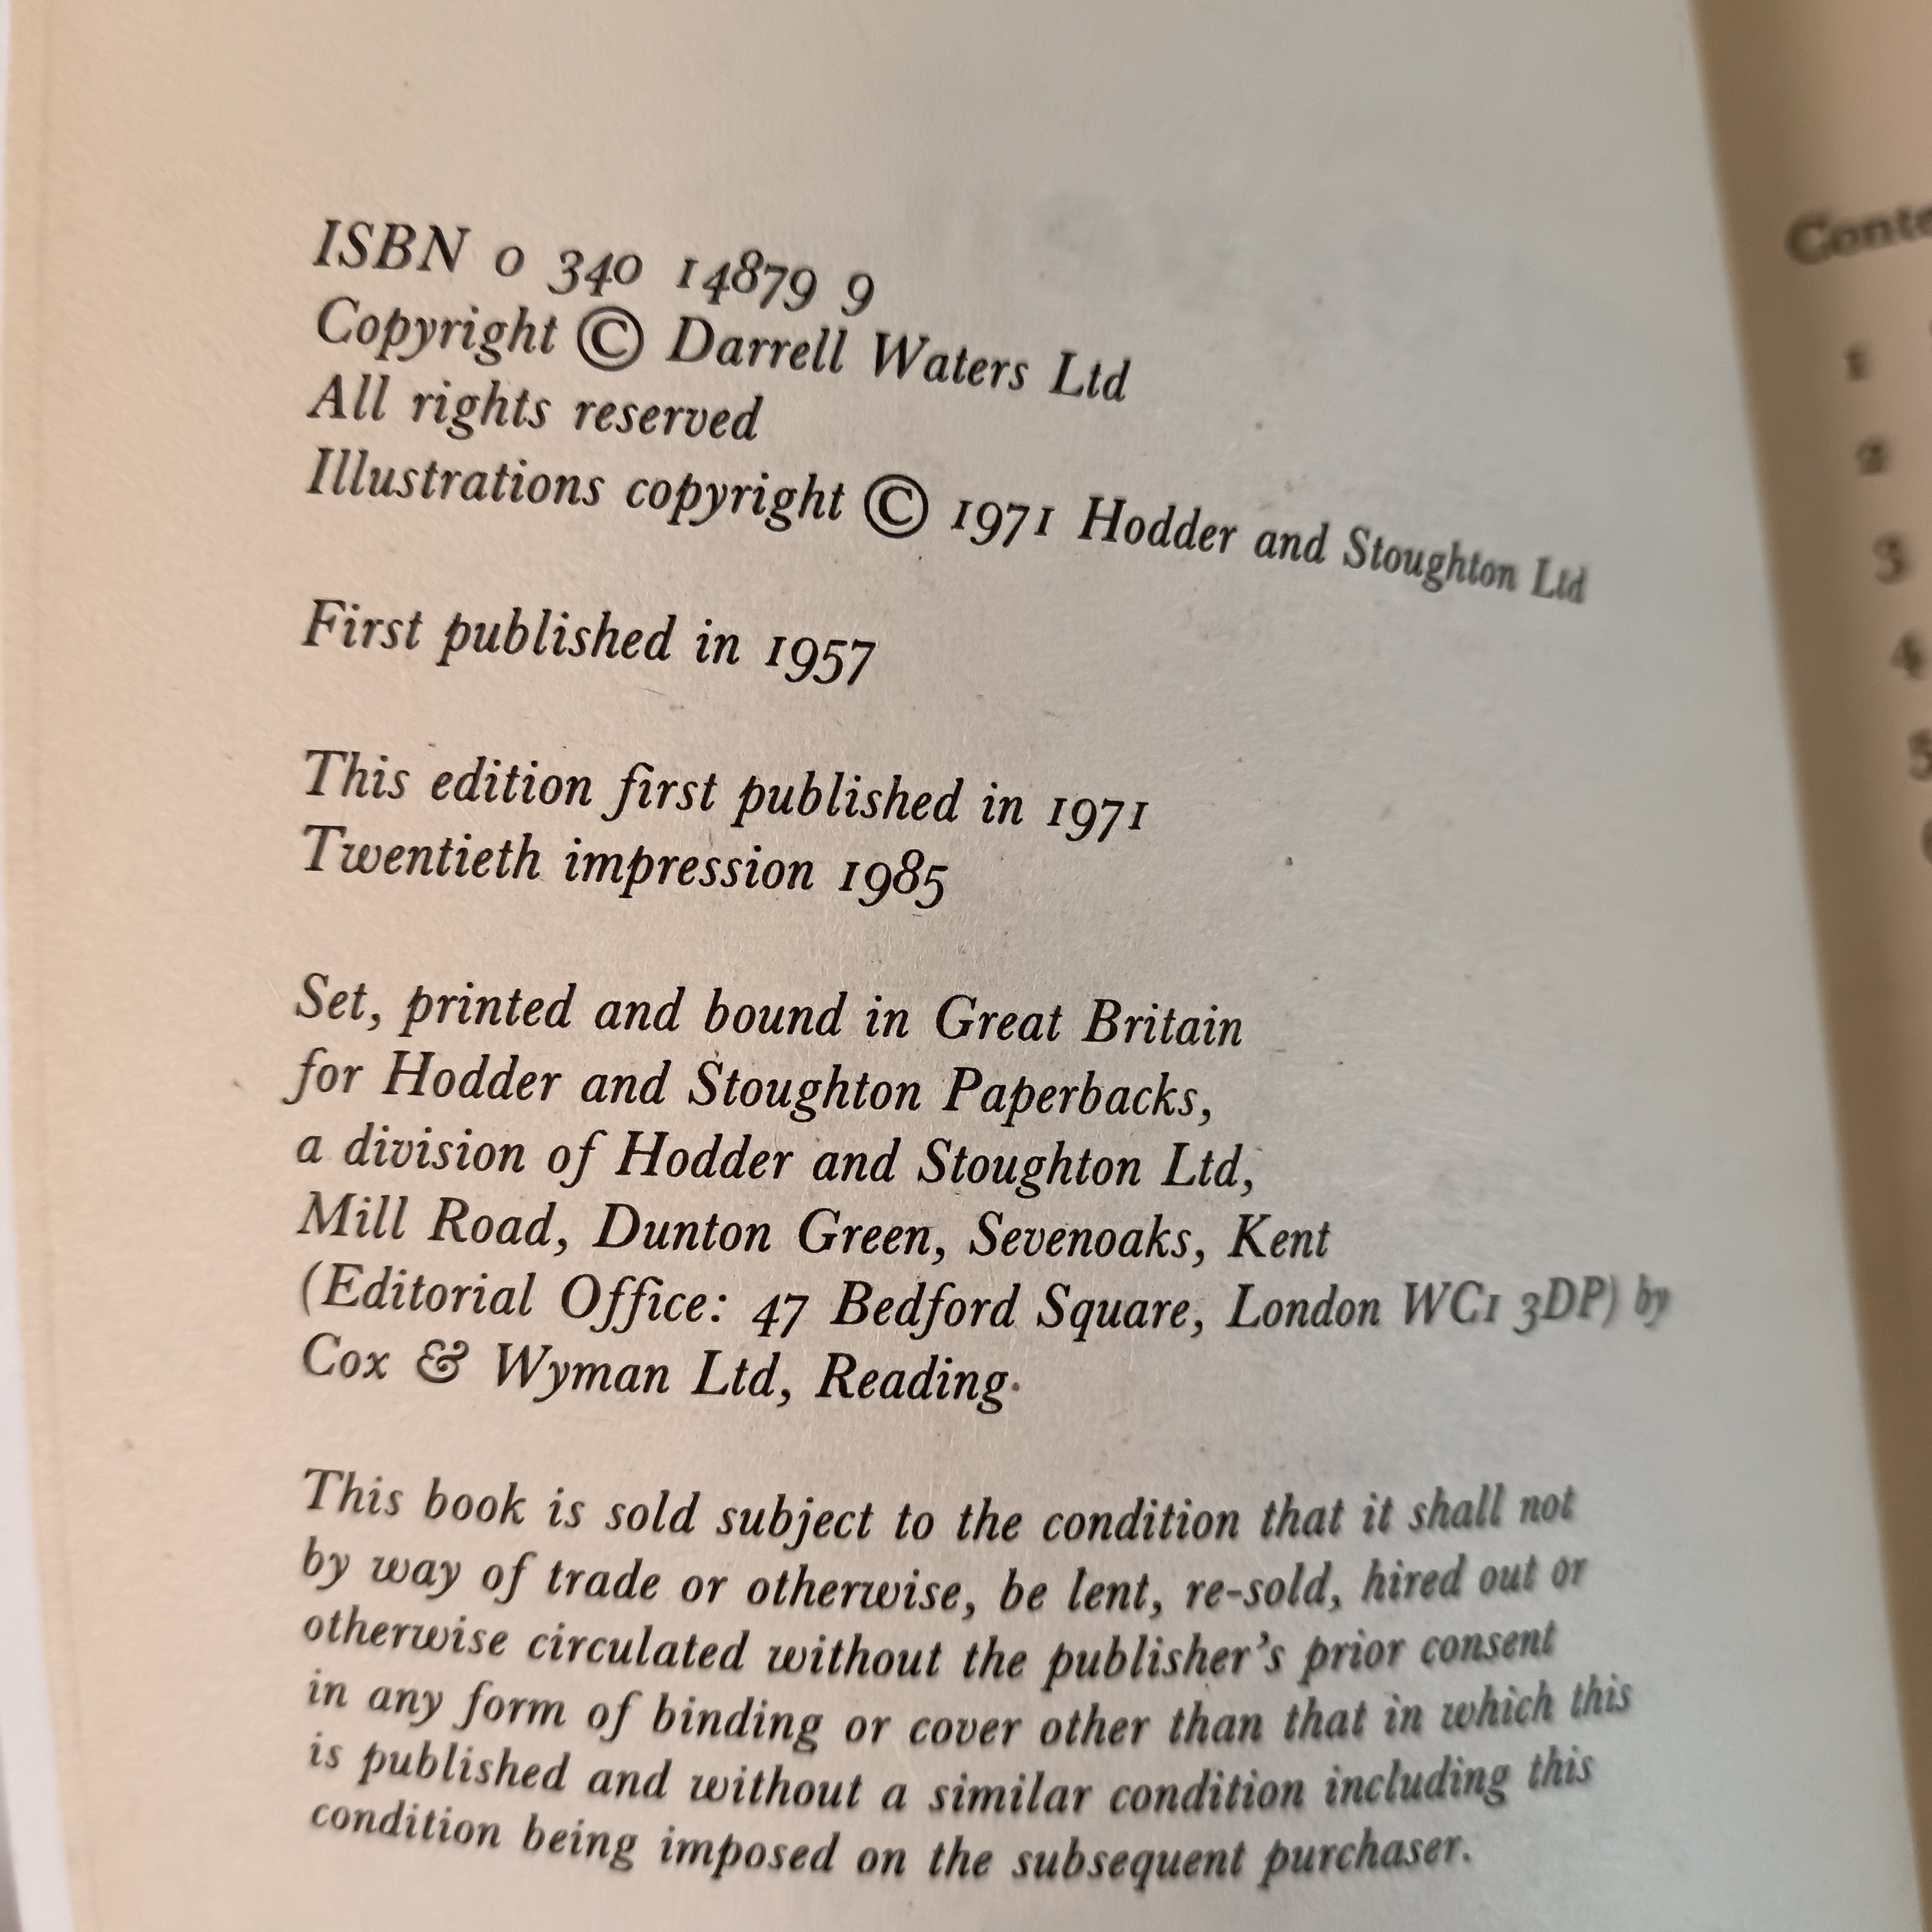 ISBN 0 340 14879 9
Copyright © Darrell Waters Ltd
All rights reserved
Illustrations copyright © 1971 Hodder and Stoughton Ltd
First published in 1957
This edition first published in 1971
Twentieth impression 1985
Set, printed and bound in Great Britain
for Hodder and Stoughton Paperbacks,
a division of Hodder and Stoughton Ltd,
Mill Road, Dunton Green, Sevenoaks, Kent
(Editorial Office: 47 Bedford Square, London WC1 3DP) by
Cox & Wyman Ltd, Reading.
This book is sold subject to the condition that it shall not
by way of trade or otherwise, be lent, re-sold, hired out or
otherwise circulated without the publisher's prior consent
in any form of binding or cover other than that in which this
is published and without a similar condition including this
condition being imposed on the subsequent purchaser.
Conte
1
2
3
4
5